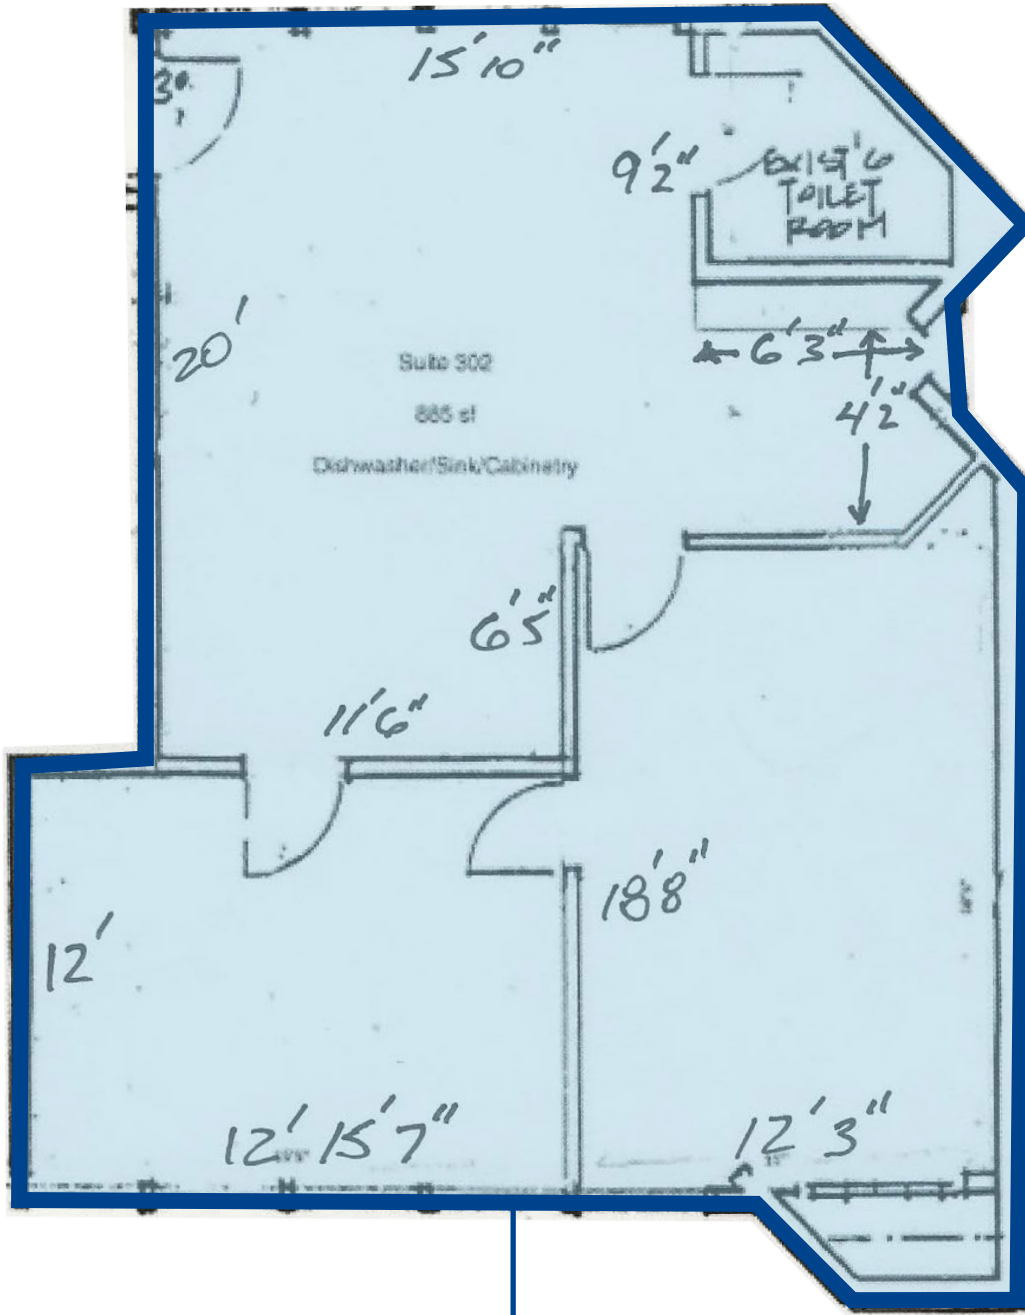 15'10"
3°
9'2"
EXIST'G
TOILET
ROOM
20'
6'3"
Suite 302
4'2"
885 sf
Dishwasher/Sink/Cabinetry
6'5"
11'6"
18'8"
12'
12' 15'7"
12'3"